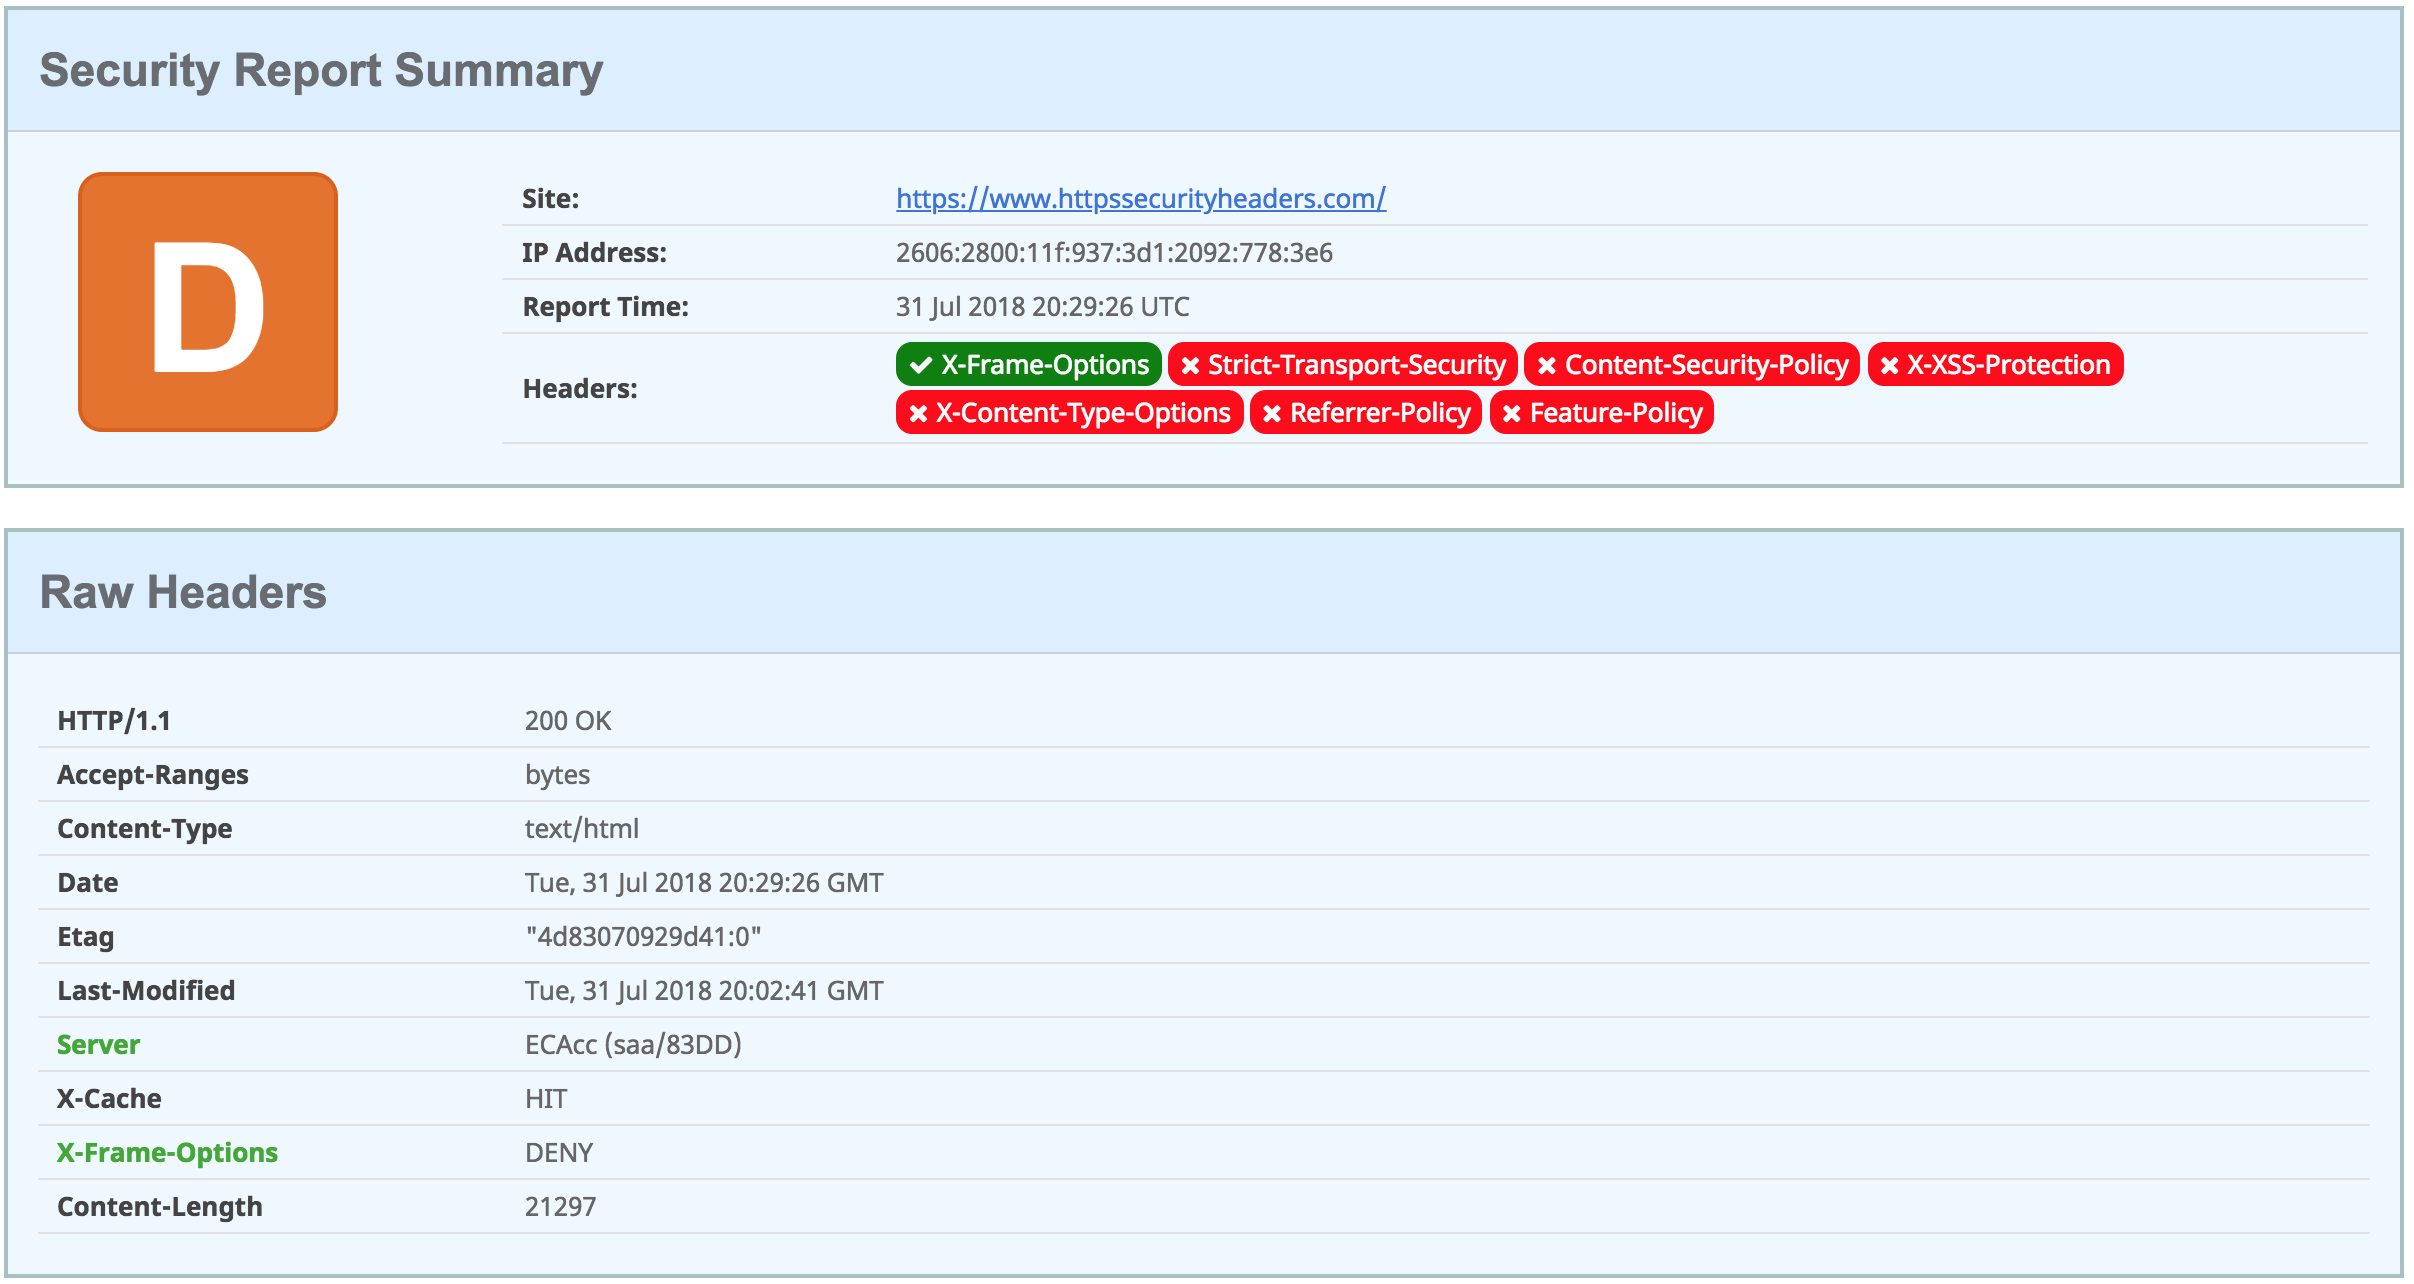 Security Report Summary
D
Site: https://www.httpssecurityheaders.com/
IP Address: 2606:2800:11f:937:3d1:2092:778:3e6
Report Time: 31 Jul 2018 20:29:26 UTC
Headers: X-Frame-Options Strict-Transport-Security Content-Security-Policy X-XSS-Protection
X-Content-Type-Options Referrer-Policy Feature-Policy
Raw Headers
HTTP/1.1 200 OK
Accept-Ranges bytes
Content-Type text/html
Date Tue, 31 Jul 2018 20:29:26 GMT
Etag "4d83070929d41:0"
Last-Modified Tue, 31 Jul 2018 20:02:41 GMT
Server ECAcc (saa/83DD)
X-Cache HIT
X-Frame-Options DENY
Content-Length 21297